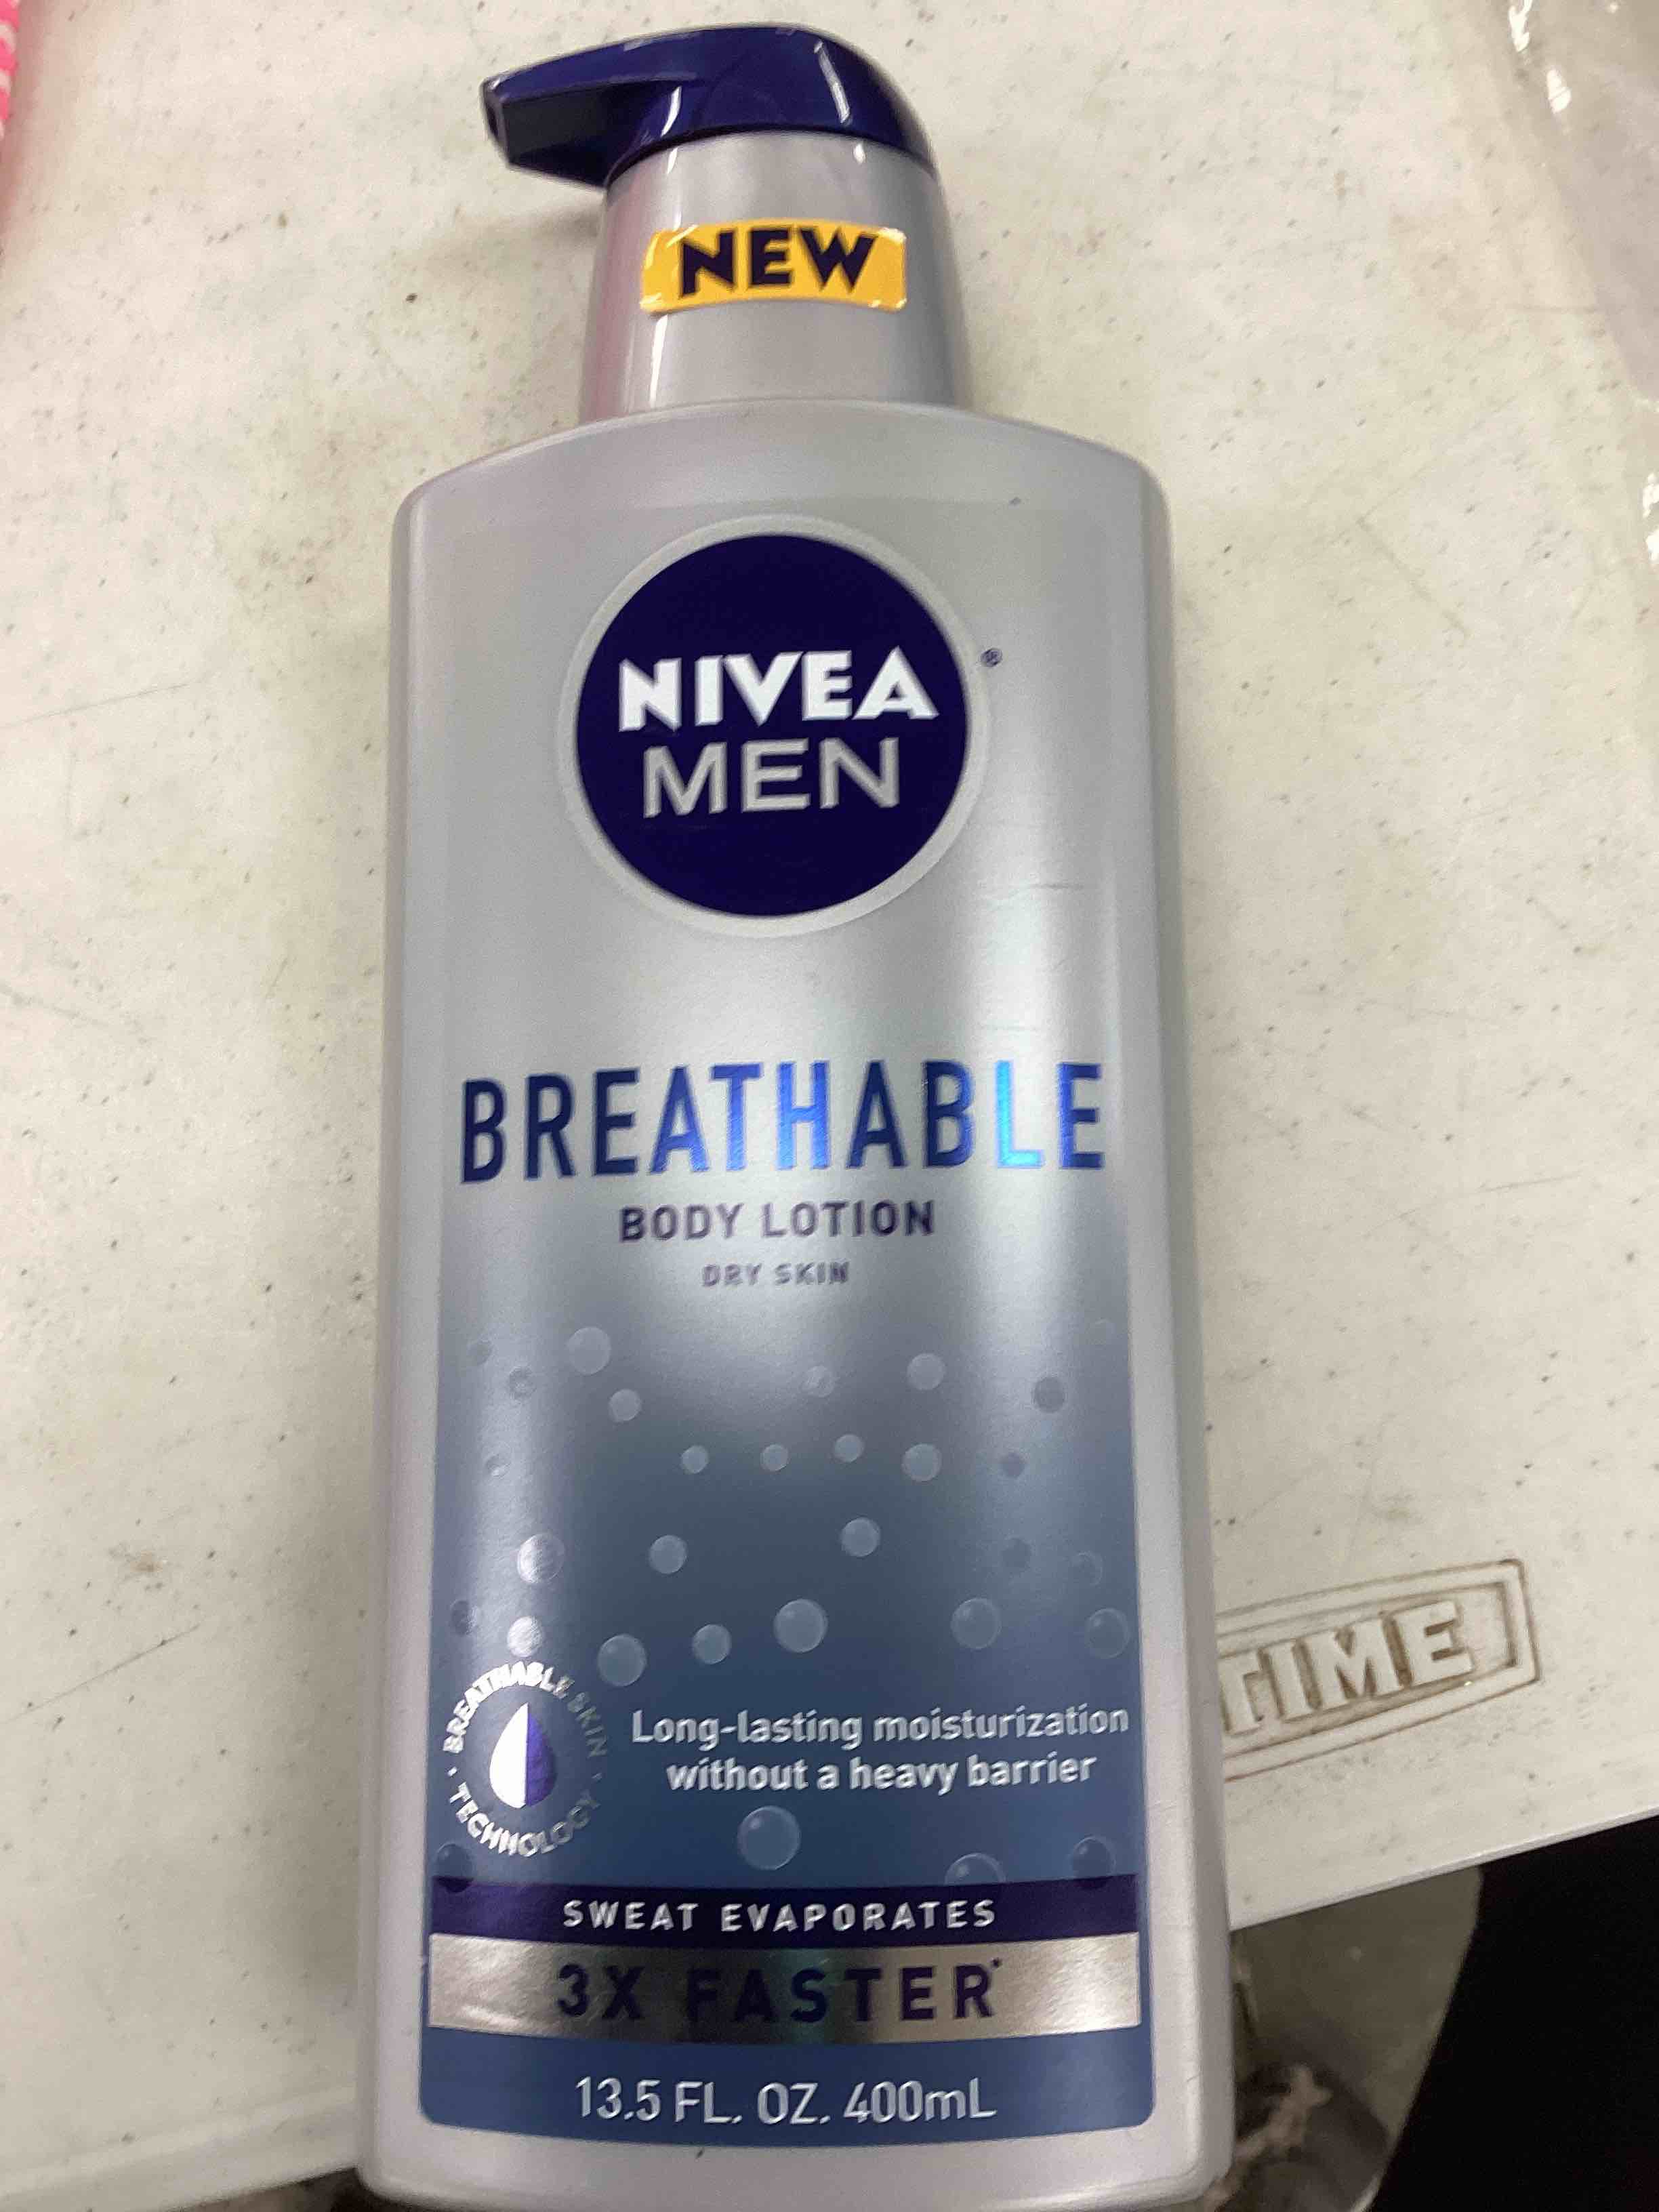 NEW
NIVEA
MEN
®
BREATHABLE
BODY LOTION
DRY SKIN
BREATHABLE SKIN
• TECHNOLOGY •
Long-lasting moisturization
without a heavy barrier
SWEAT EVAPORATES
3X FASTER*
13.5 FL. OZ. 400mL
TIME